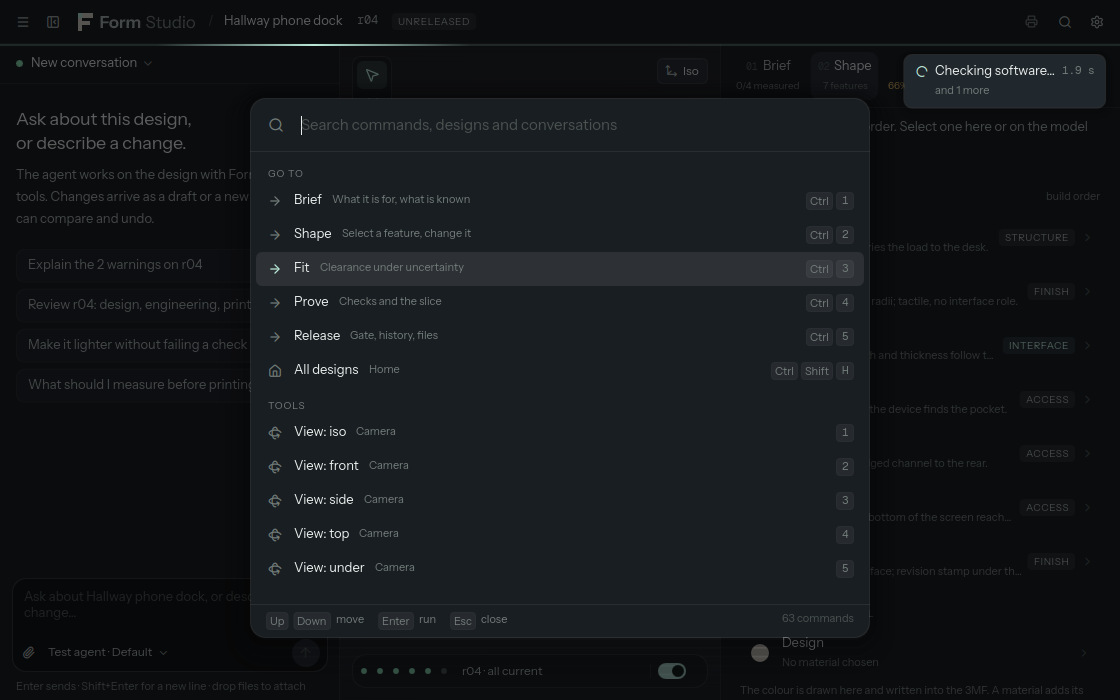 Form Studio / Hallway phone dock r04 UNRELEASED
New conversation
Iso
01 Brief
0/4 measured
02 Shape
7 features
66%
Checking software... 1.9 s
and 1 more
Ask about this design,
or describe a change.
The agent works on the design with For
tools. Changes arrive as a draft or a new
can compare and undo.
Explain the 2 warnings on r04
Review r04: design, engineering, print
Make it lighter without failing a check
What should I measure before printing
Ask about Hallway phone dock, or desc
change...
Test agent · Default
Enter sends · Shift+Enter for a new line · drop files to attach
Search commands, designs and conversations
GO TO
Brief What it is for, what is known Ctrl 1
Shape Select a feature, change it Ctrl 2
Fit Clearance under uncertainty Ctrl 3
Prove Checks and the slice Ctrl 4
Release Gate, history, files Ctrl 5
All designs Home Ctrl Shift H
TOOLS
View: iso Camera 1
View: front Camera 2
View: side Camera 3
View: top Camera 4
View: under Camera 5
Up Down move Enter run Esc close 63 commands
r04 · all current
order. Select one here or on the model
build order
STRUCTURE
ries the load to the desk.
FINISH
radii; tactile, no interface role.
INTERFACE
h and thickness follow t...
ACCESS
the device finds the pocket.
ACCESS
ged channel to the rear.
ACCESS
bottom of the screen reach...
FINISH
face; revision stamp under th...
Design
No material chosen
The colour is drawn here and written into the 3MF. A material adds its